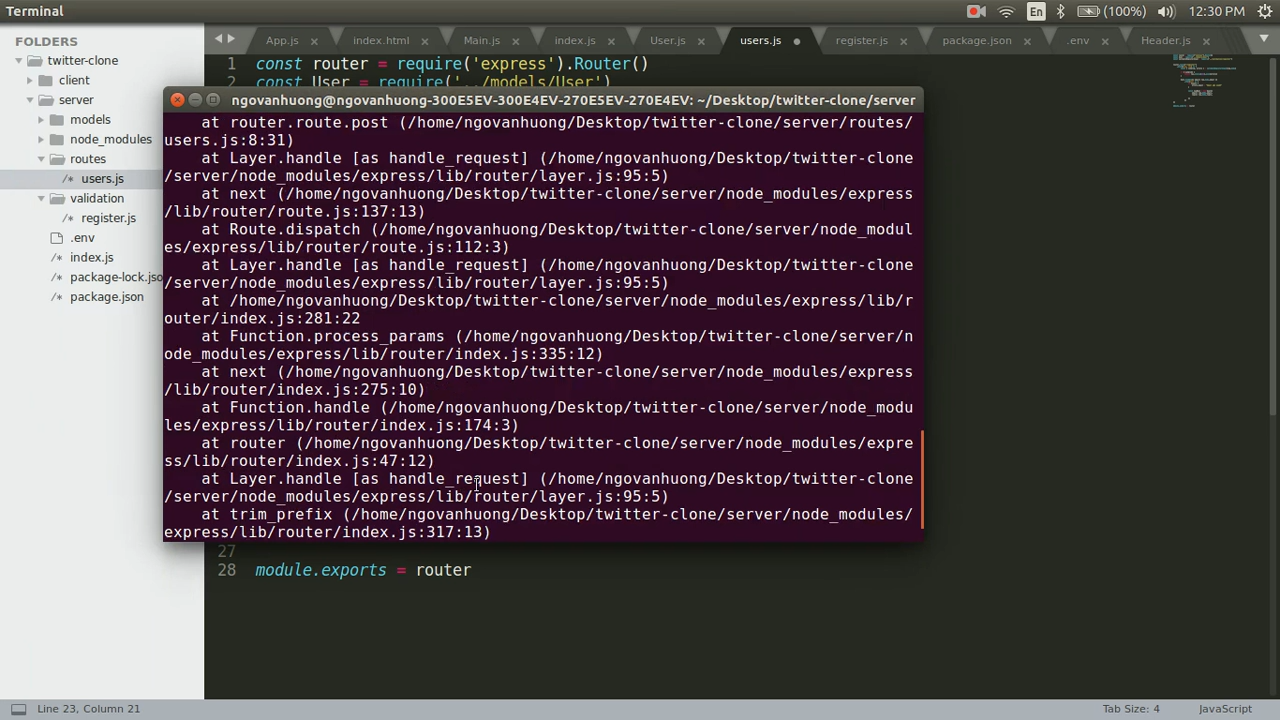 Terminal
En
(100%)
12:30 PM
FOLDERS
twitter-clone
client
server
models
node_modules
routes
/* users.js
validation
/* register.js
.env
/* index.js
/* package-lock.jso
/* package.json
App.js ×
index.html ×
Main.js ×
index.js ×
User.js ×
users.js
register.js ×
package.json ×
.env ×
Header.js ×
1 const router = require('express').Router()
2 const User = require('../models/User')
ngovanhuong@ngovanhuong-300E5EV-300E4EV-270E5EV-270E4EV: ~/Desktop/twitter-clone/server
at router.route.post (/home/ngovanhuong/Desktop/twitter-clone/server/routes/
users.js:8:31)
at Layer.handle [as handle_request] (/home/ngovanhuong/Desktop/twitter-clone
/server/node_modules/express/lib/router/layer.js:95:5)
at next (/home/ngovanhuong/Desktop/twitter-clone/server/node_modules/express
/lib/router/route.js:137:13)
at Route.dispatch (/home/ngovanhuong/Desktop/twitter-clone/server/node_modul
es/express/lib/router/route.js:112:3)
at Layer.handle [as handle_request] (/home/ngovanhuong/Desktop/twitter-clone
/server/node_modules/express/lib/router/layer.js:95:5)
at /home/ngovanhuong/Desktop/twitter-clone/server/node_modules/express/lib/r
outer/index.js:281:22
at Function.process_params (/home/ngovanhuong/Desktop/twitter-clone/server/n
ode_modules/express/lib/router/index.js:335:12)
at next (/home/ngovanhuong/Desktop/twitter-clone/server/node_modules/express
/lib/router/index.js:275:10)
at Function.handle (/home/ngovanhuong/Desktop/twitter-clone/server/node_modu
les/express/lib/router/index.js:174:3)
at router (/home/ngovanhuong/Desktop/twitter-clone/server/node_modules/expre
ss/lib/router/index.js:47:12)
at Layer.handle [as handle_request] (/home/ngovanhuong/Desktop/twitter-clone
/server/node_modules/express/lib/router/layer.js:95:5)
at trim_prefix (/home/ngovanhuong/Desktop/twitter-clone/server/node_modules/
express/lib/router/index.js:317:13)
27
28 module.exports = router
Line 23, Column 21
Tab Size: 4
JavaScript